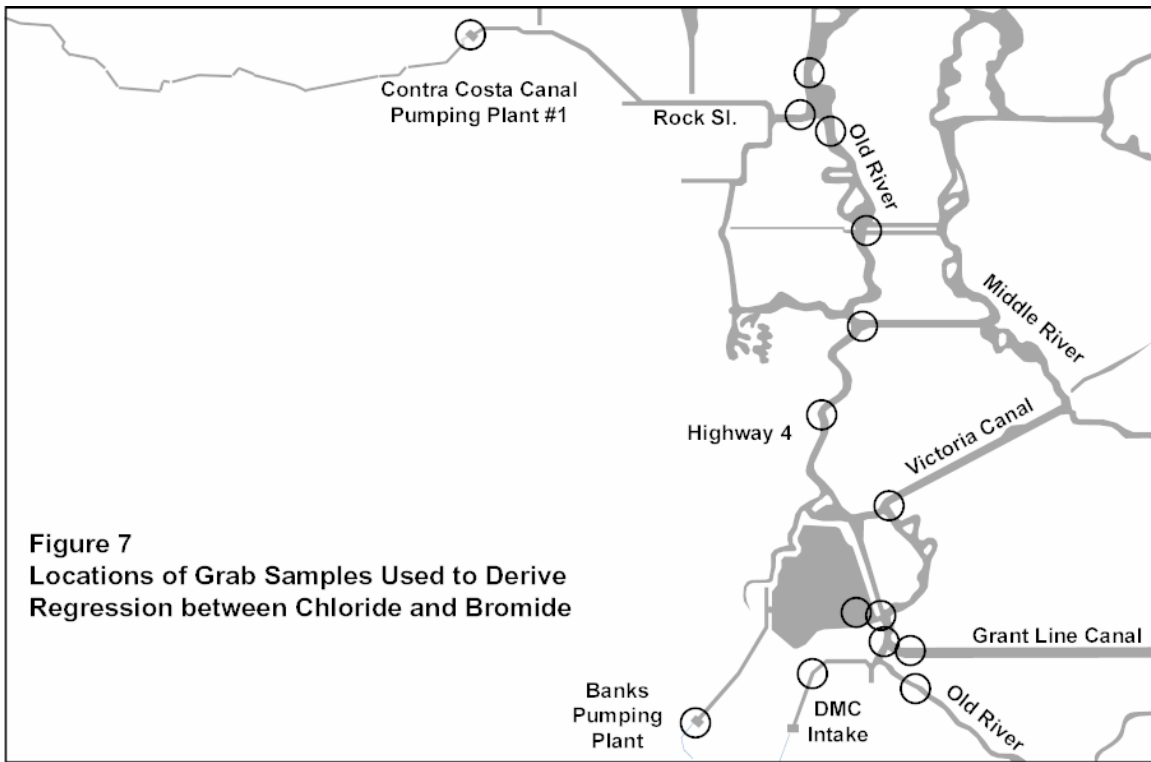 Contra Costa Canal
Pumping Plant #1
Rock Sl.
Old River
Middle River
Highway 4
Victoria Canal
Figure 7
Locations of Grab Samples Used to Derive
Regression between Chloride and Bromide
Grant Line Canal
Banks
Pumping
Plant
DMC
Intake
Old River